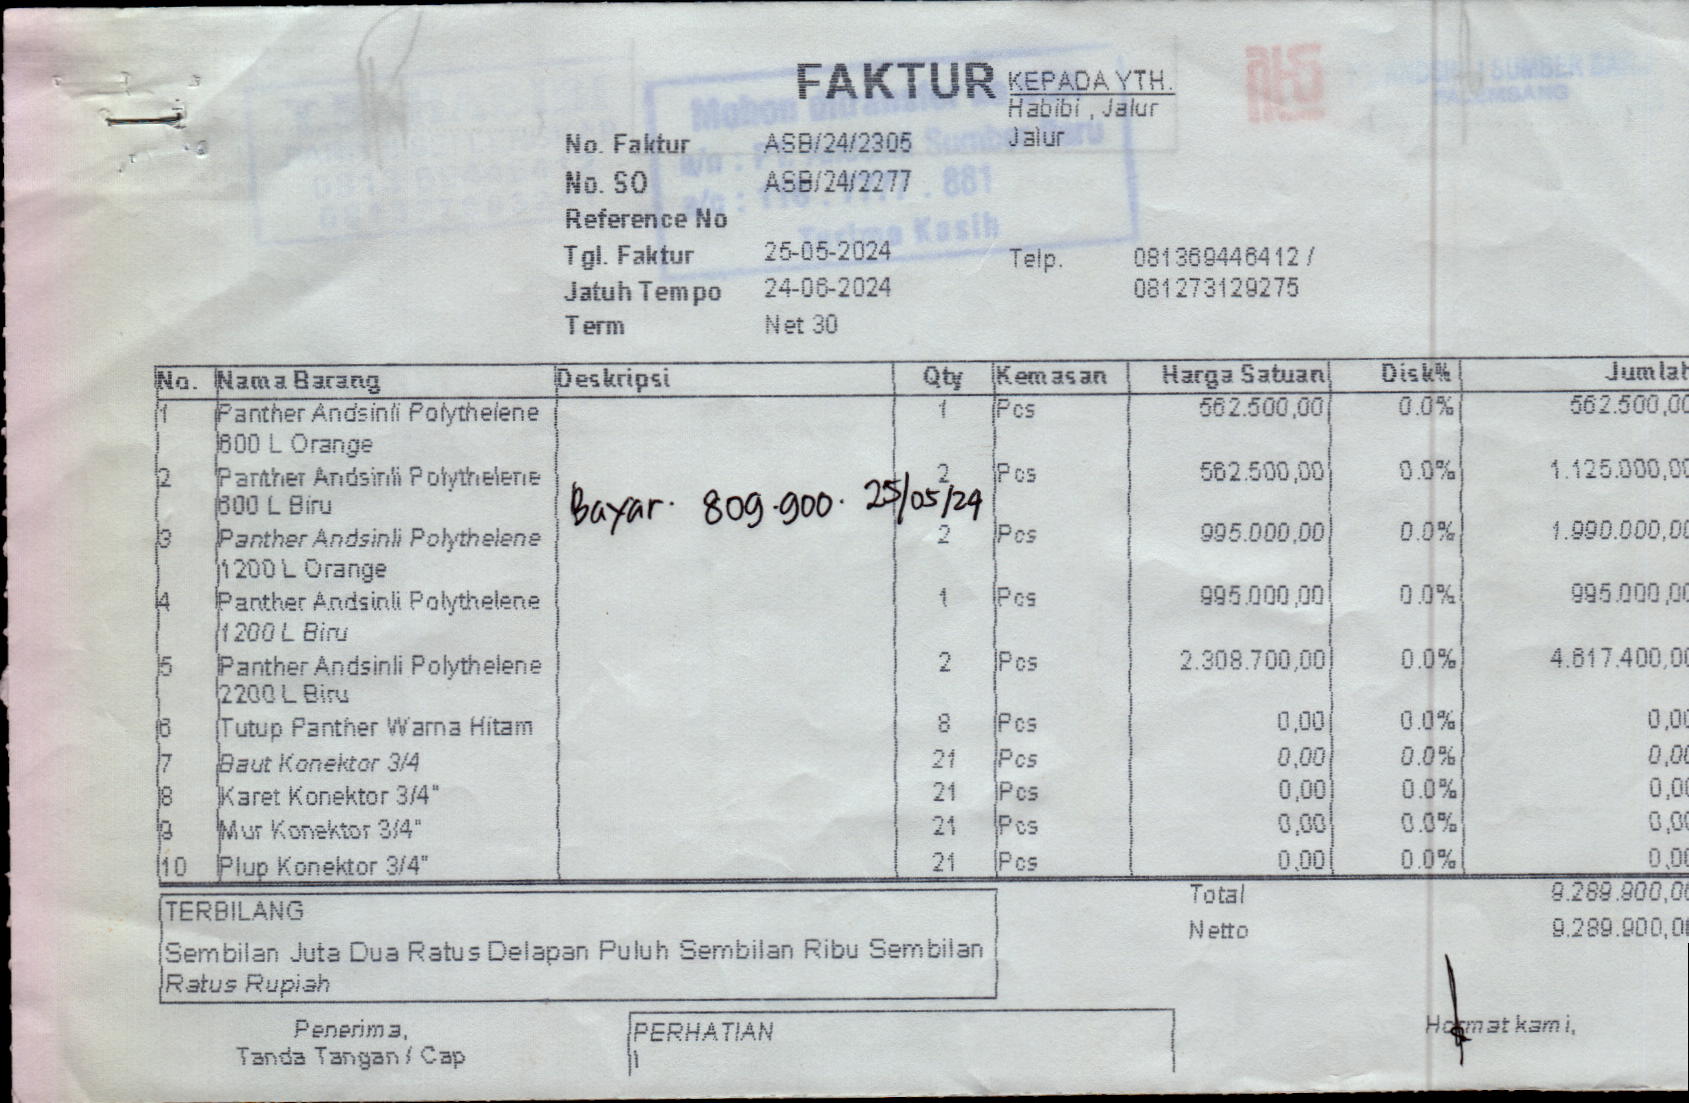 FAKTUR
KEPADA YTH.
Habibi , Jalur
Jalur
No. Faktur ASB/24/2305
No. SO ASB/24/2277
Reference No
Tgl. Faktur 25-05-2024
Jatuh Tempo 24-06-2024
Term Net 30
Telp. 081369446412 /
081273129275
Mohon ditransfer
Sumber Baru
Terima Kasih
SUMBER BARU
PALEMBANG
No. Nama Barang Deskripsi Qty Kemasan Harga Satuan Disk% Jumlah
1 Panther Andsinli Polythelene 1 Pcs 562.500,00 0.0% 562.500,00
600 L Orange
2 Panther Andsinli Polythelene 2 Pcs 562.500,00 0.0% 1.125.000,00
600 L Biru
Bayar. 809.900. 25/05/24
3 Panther Andsinli Polythelene 2 Pcs 995.000,00 0.0% 1.990.000,00
1200 L Orange
4 Panther Andsinli Polythelene 1 Pcs 995.000,00 0.0% 995.000,00
1200 L Biru
5 Panther Andsinli Polythelene 2 Pcs 2.308.700,00 0.0% 4.617.400,00
2200 L Biru
6 Tutup Panther Warna Hitam 8 Pcs 0,00 0.0% 0,00
7 Baut Konektor 3/4 21 Pcs 0,00 0.0% 0,00
8 Karet Konektor 3/4" 21 Pcs 0,00 0.0% 0,00
9 Mur Konektor 3/4" 21 Pcs 0,00 0.0% 0,00
10 Plup Konektor 3/4" 21 Pcs 0,00 0.0% 0,00
Total 9.289.900,00
Netto 9.289.900,00
TERBILANG
Sembilan Juta Dua Ratus Delapan Puluh Sembilan Ribu Sembilan
Ratus Rupiah
Penerima,
Tanda Tangan / Cap
PERHATIAN
Hormat kami,